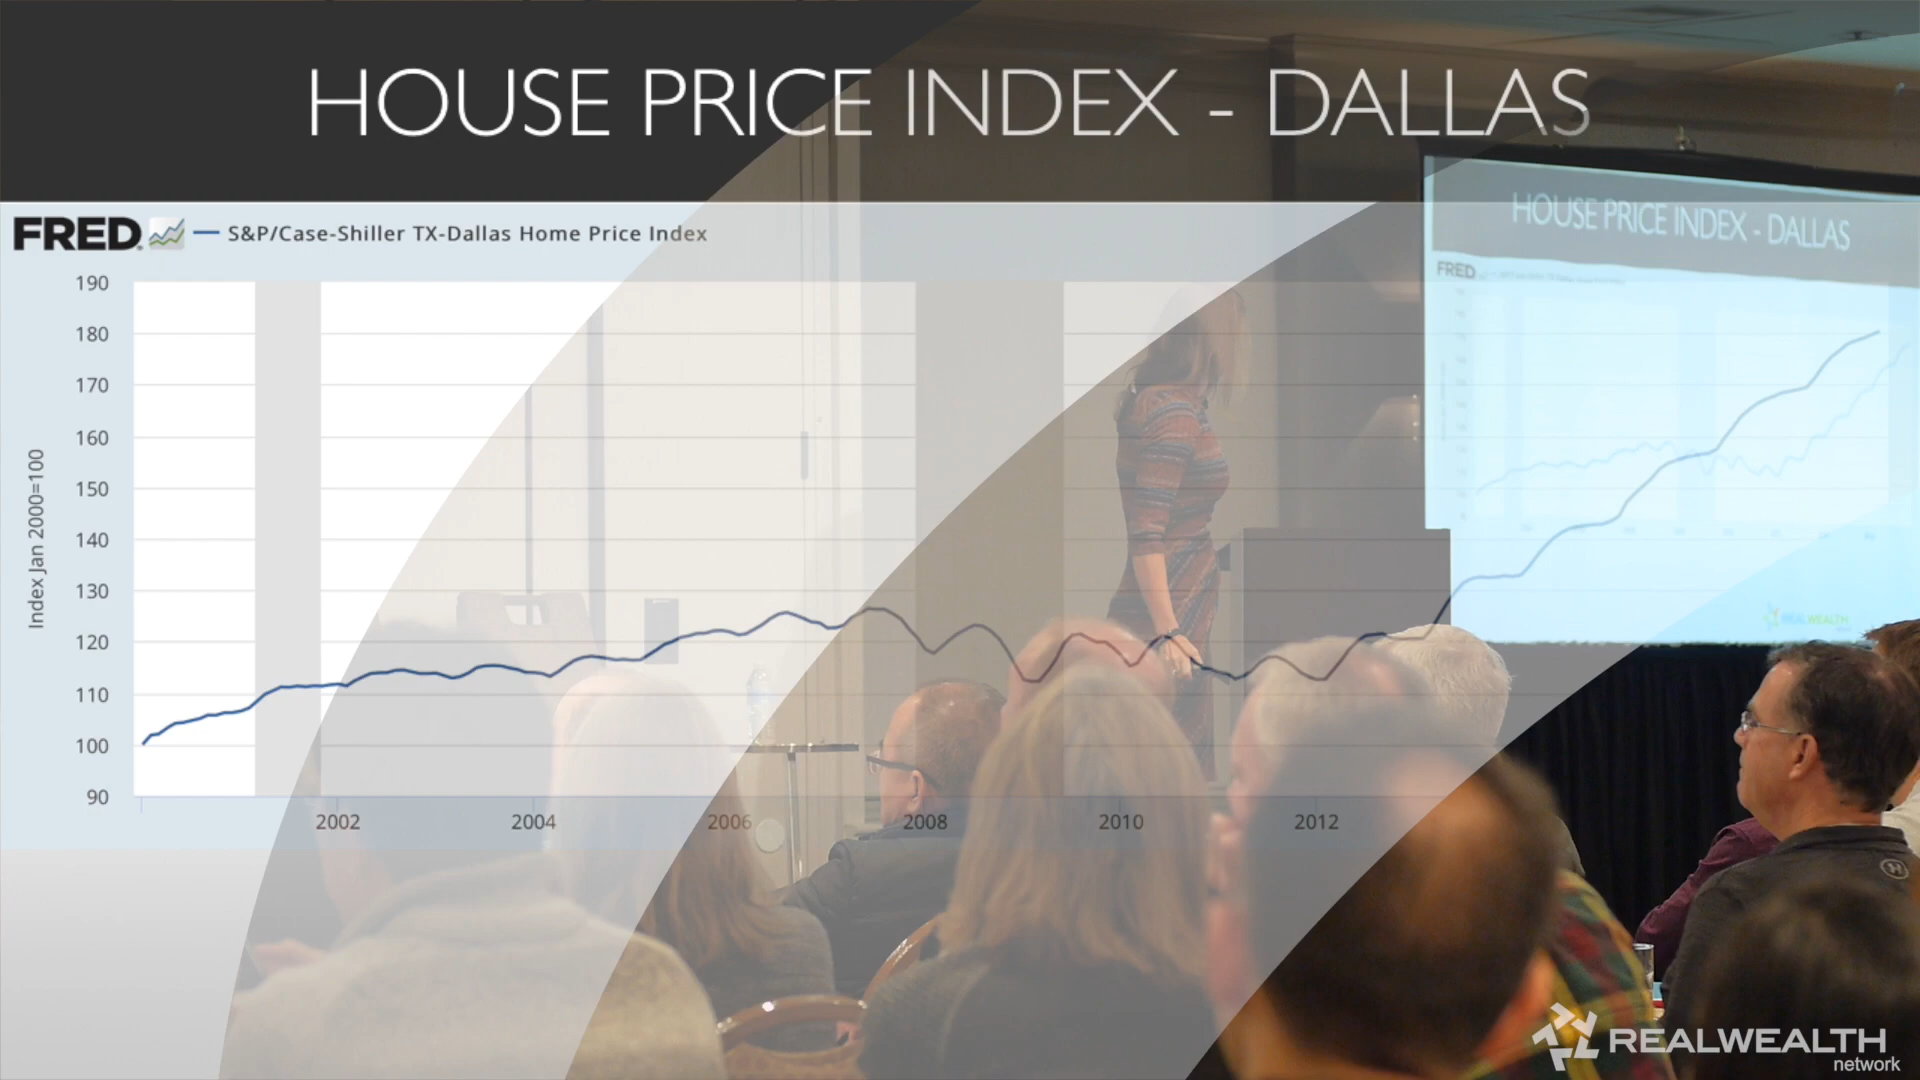 HOUSE PRICE INDEX - DALLAS
FRED
S&P/Case-Shiller TX-Dallas Home Price Index
190
180
170
160
150
140
130
120
110
100
90
Index Jan 2000=100
2002
2004
2006
2008
2010
2012
HOUSE PRICE INDEX - DALLAS
FRED
REALWEALTH
REALWEALTH
network